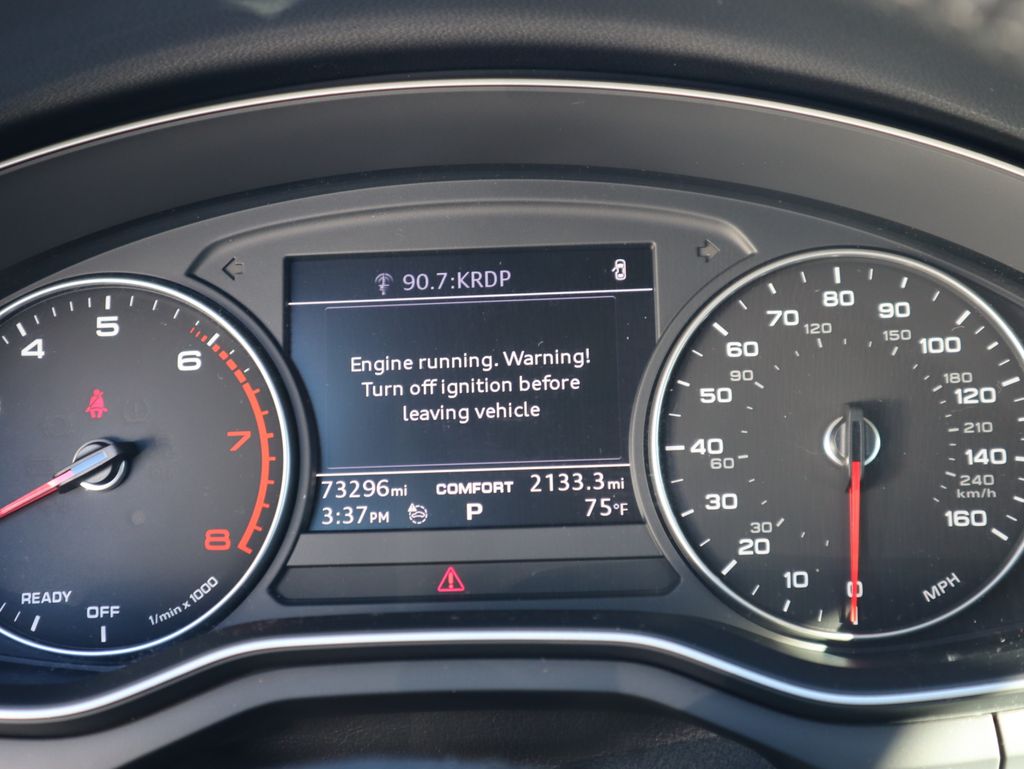 90.7:KRDP
Engine running. Warning!
Turn off ignition before
leaving vehicle
73296mi COMFORT 2133.3mi
3:37PM P 75°F
4
5
6
7
8
READY
OFF
1/min x 1000
0
10
20
30
40
50
60
70
80
90
100
120
140
160
30
60
90
120
150
180
210
240
km/h
MPH